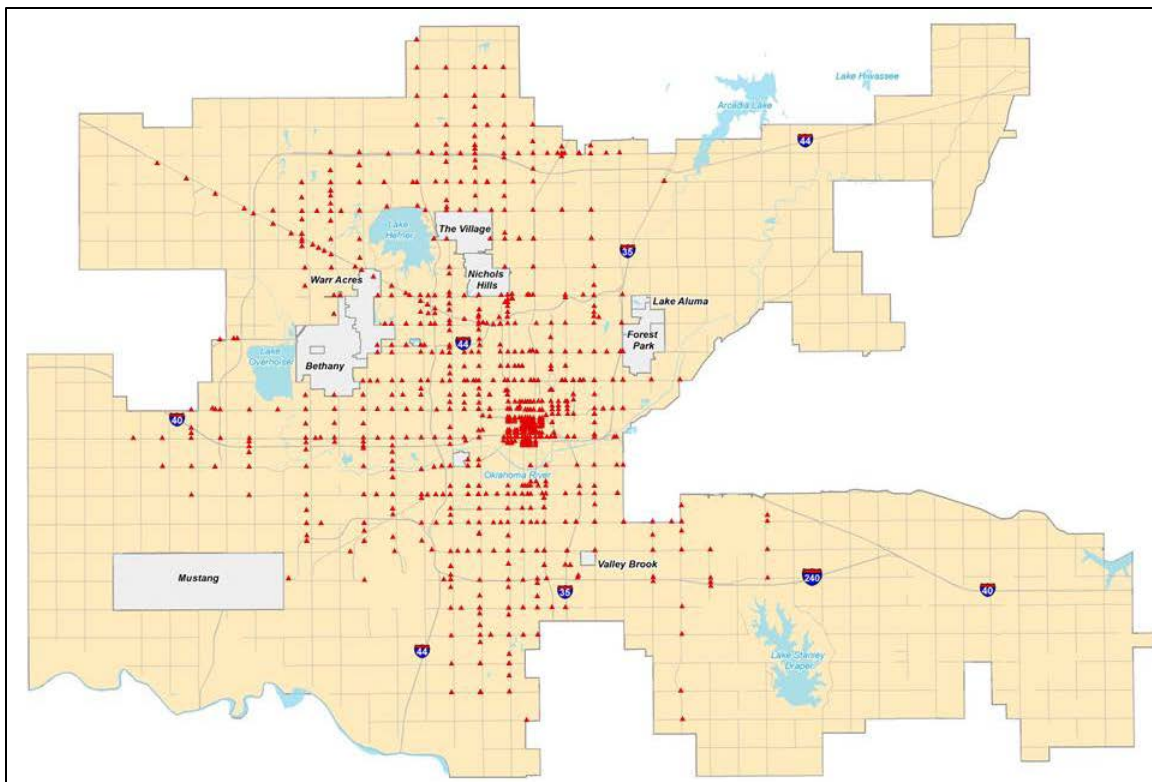 Lake Hiwassee
Arcadia Lake
44
Lake
Hefner
The Village
35
Nichols
Hills
Warr Acres
Lake Aluma
Forest
Park
44
Lake
Overholser
Bethany
40
Oklahoma River
Mustang
Valley Brook
240
35
40
44
Lake Stanley
Draper